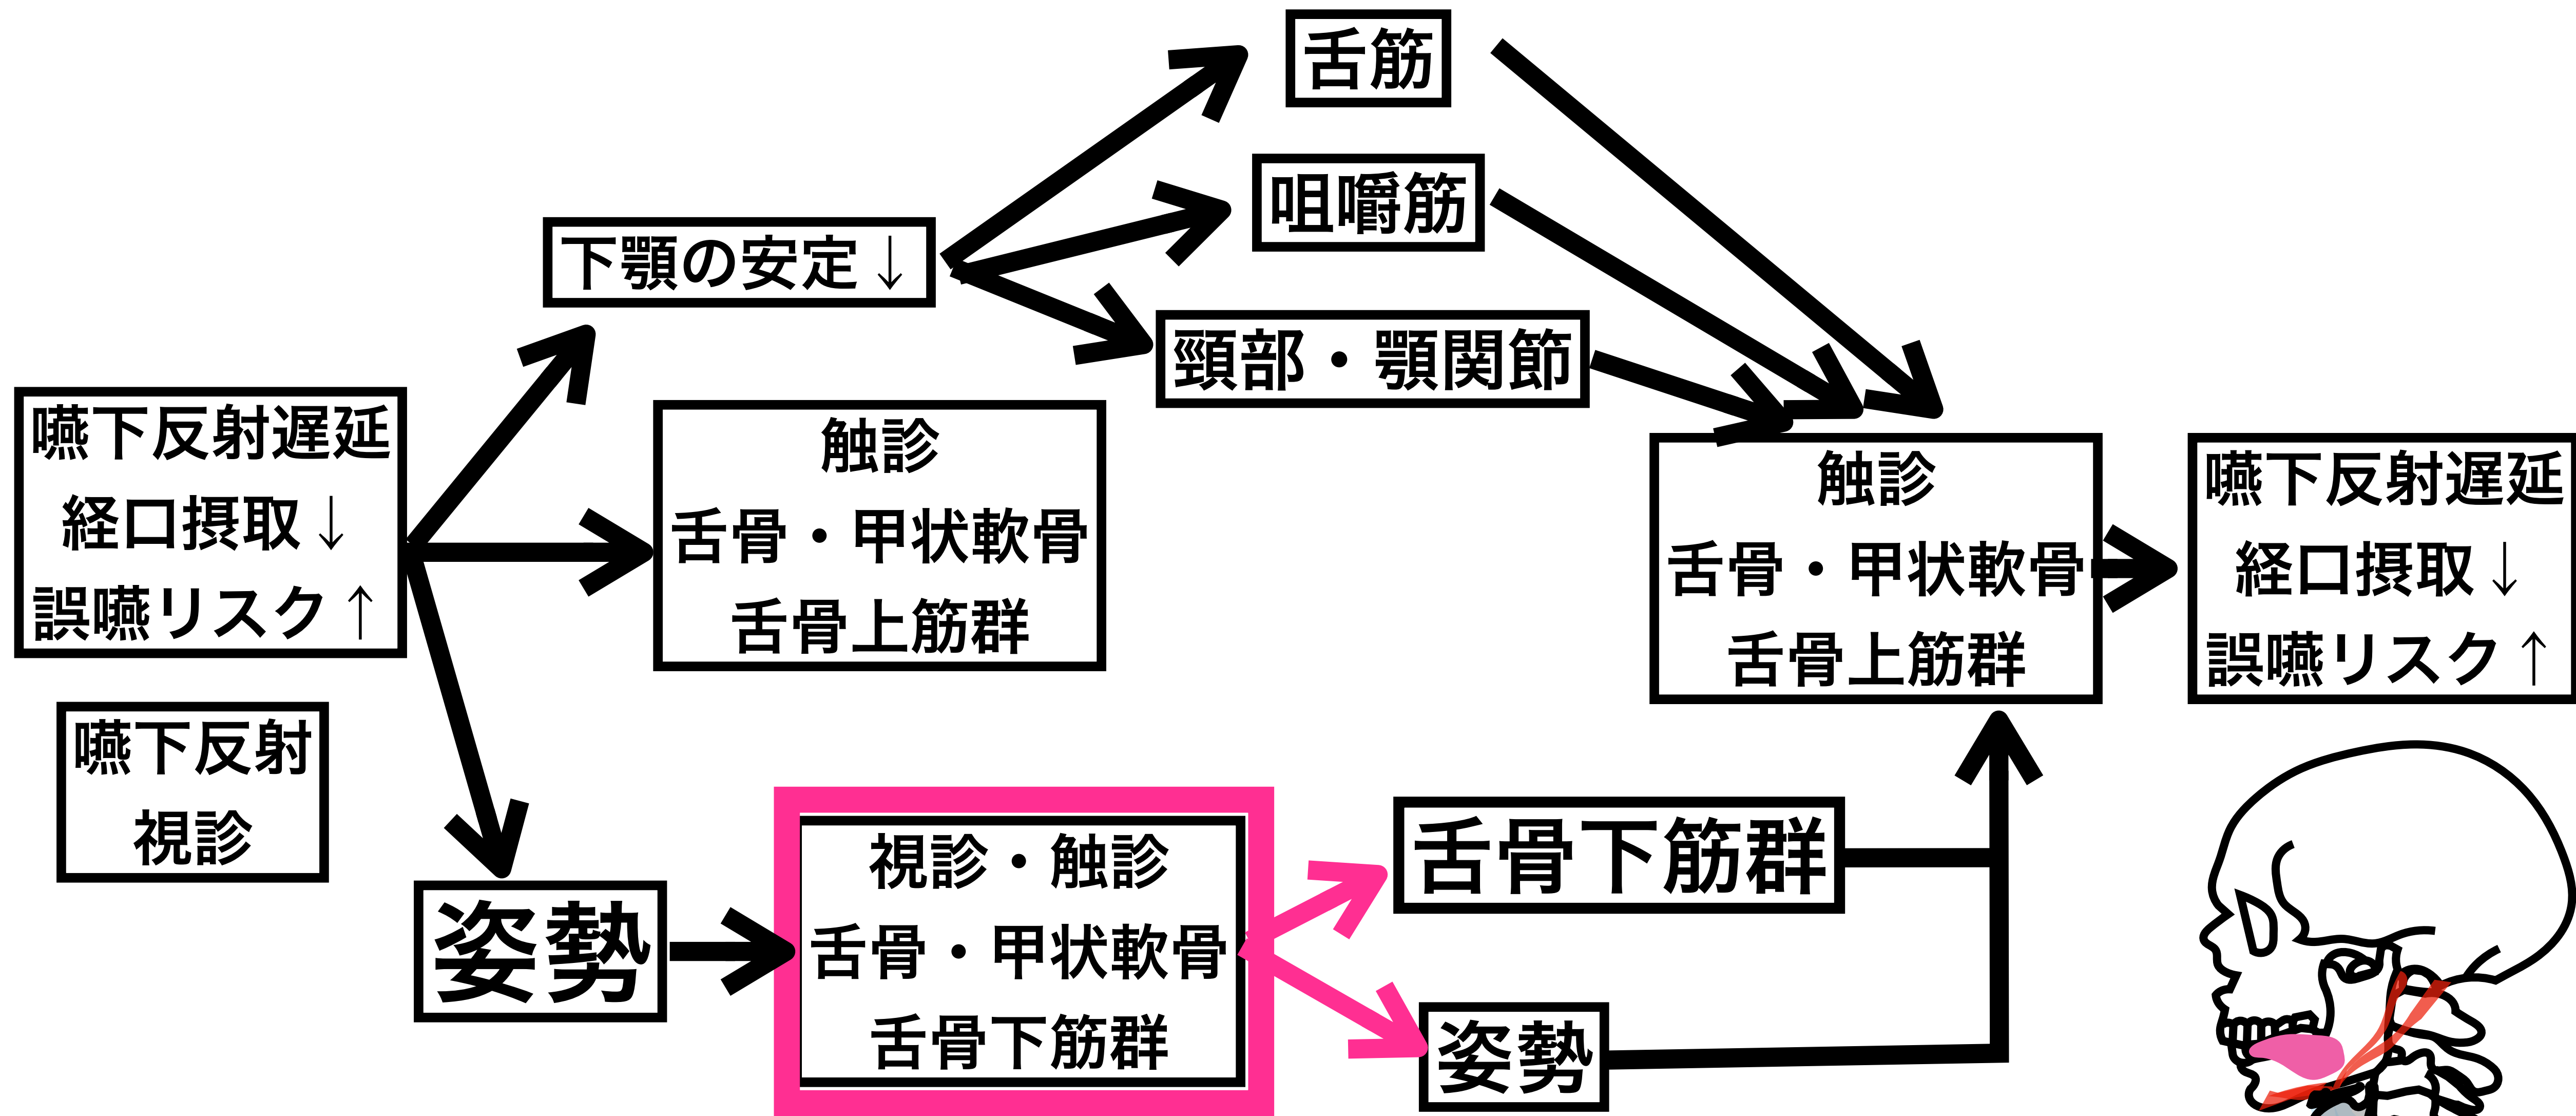 舌筋
咀嚼筋
下顎の安定↓
頸部・顎関節
嚥下反射遅延
経口摂取↓
誤嚥リスク↑
触診
舌骨・甲状軟骨
舌骨上筋群
触診
舌骨・甲状軟骨
舌骨上筋群
嚥下反射遅延
経口摂取↓
誤嚥リスク↑
嚥下反射
視診
姿勢
視診・触診
舌骨・甲状軟骨
舌骨下筋群
舌骨下筋群
姿勢